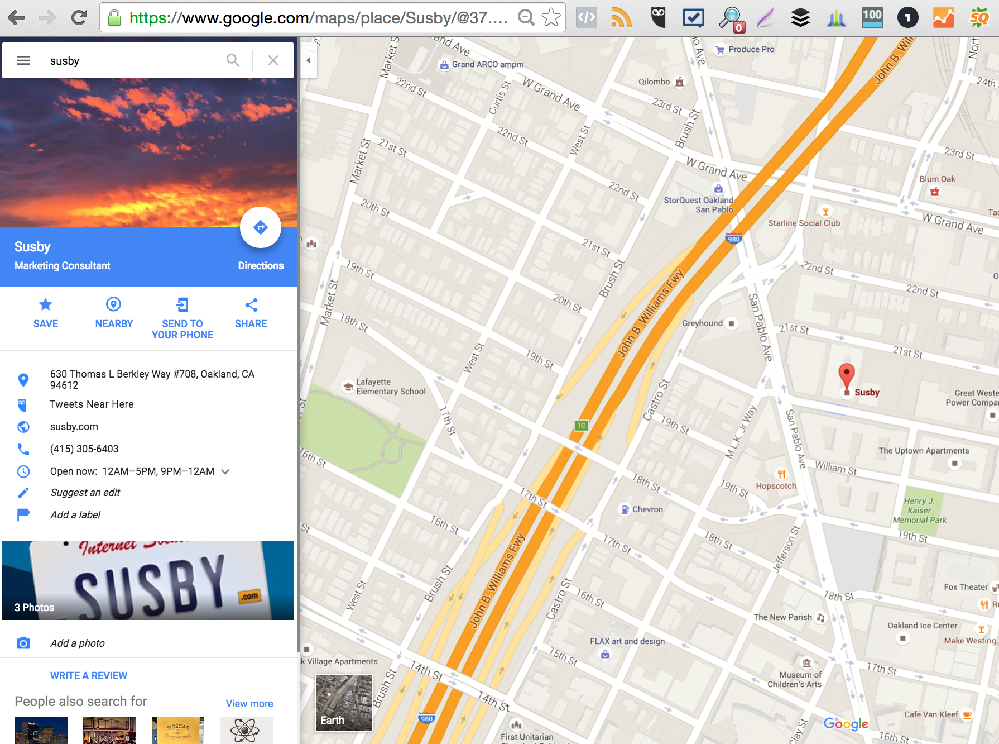 https://www.google.com/maps/place/Susby/@37....
0
100
1
SQ
susby
Susby
Marketing Consultant
Directions
SAVE
NEARBY
SEND TO
YOUR PHONE
SHARE
630 Thomas L Berkley Way #708, Oakland, CA
94612
Tweets Near Here
susby.com
(415) 305-6403
Open now: 12AM–5PM, 9PM–12AM
Suggest an edit
Add a label
SUSBY
.com
Internet
3 Photos
Add a photo
WRITE A REVIEW
People also search for
View more
SIDECAR
Earth
Google
Market St
Grand Ave
Produce Pro
Grand ARCO ampm
John B. Williams
22nd St
Curtis St
W Grand Ave
Qilombo
24th
23rd St
Brush St
West St
22nd St
21st St
Market St
W Grand Ave
23rd St
22nd St
StorQuest Oakland
San Pablo
Blum Oak
20th St
Starline Social Club
W Grand Ave
980
21st St
19th St
Brush St
22nd St
22nd St
Market St
20th St
John B. Williams Fwy
San Pablo Ave
18th St
Greyhound
21st St
21st St
West St
19th St
Lafayette
Elementary School
Susby
Castro St
Great Weste
Power Compa
17th St
1C
19th St
M.L.K. Jr Way
San Pablo Ave
16th St
The Uptown Apartments
William St
18th St
Hopscotch
19th St
17th St
Chevron
Henry J.
Kaiser
Memorial Park
16th St
St
19th St
17th St
18th St
Jefferson St
John B. Williams Fwy
Brush St
West St
Castro St
16th St
18th St
Fox Theater
The New Parish
Oakland Ice Center
Make Westing
FLAX art and design
15th St
k Village Apartments
14th St
Museum of
Children's Arts
17th St
Brush St
14th St
980
Cafe Van Kleef
First Unitarian
Clay St
16th St